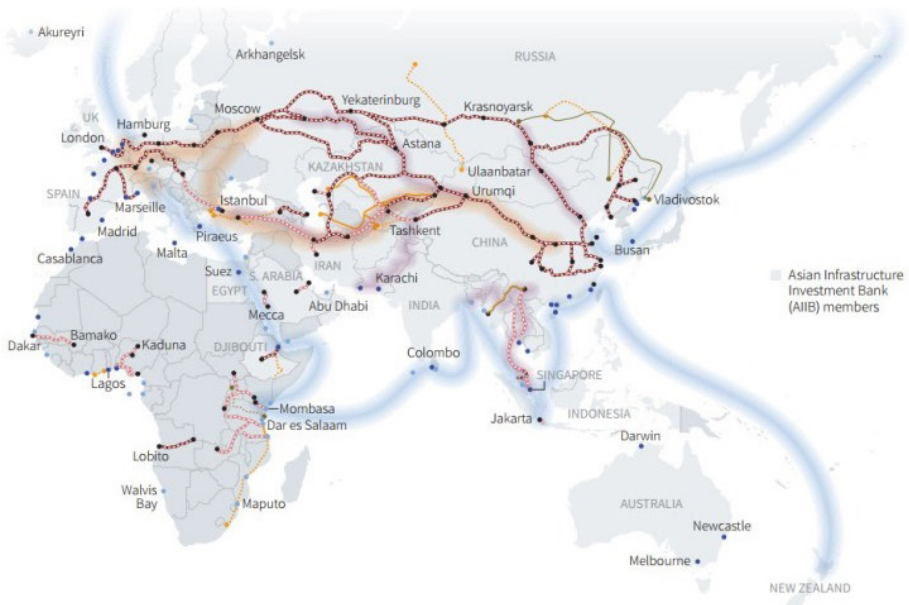 Akureyri
Arkhangelsk
RUSSIA
Moscow
Yekaterinburg
Krasnoyarsk
UK
Hamburg
London
Astana
KAZAKHSTAN
Ulaanbatar
Urumqi
SPAIN
Marseille
Istanbul
Vladivostok
Madrid
Piraeus
Tashkent
CHINA
Busan
Casablanca
Malta
Suez
S. ARABIA
IRAN
Karachi
EGYPT
Abu Dhabi
INDIA
Mecca
Asian Infrastructure
Investment Bank
(AIIB) members
Dakar
Bamako
Kaduna
DJIBOUTI
Colombo
Lagos
SINGAPORE
Mombasa
Jakarta
INDONESIA
Dar es Salaam
Darwin
Lobito
Walvis
Bay
Maputo
AUSTRALIA
Newcastle
Melbourne
NEW ZEALAND